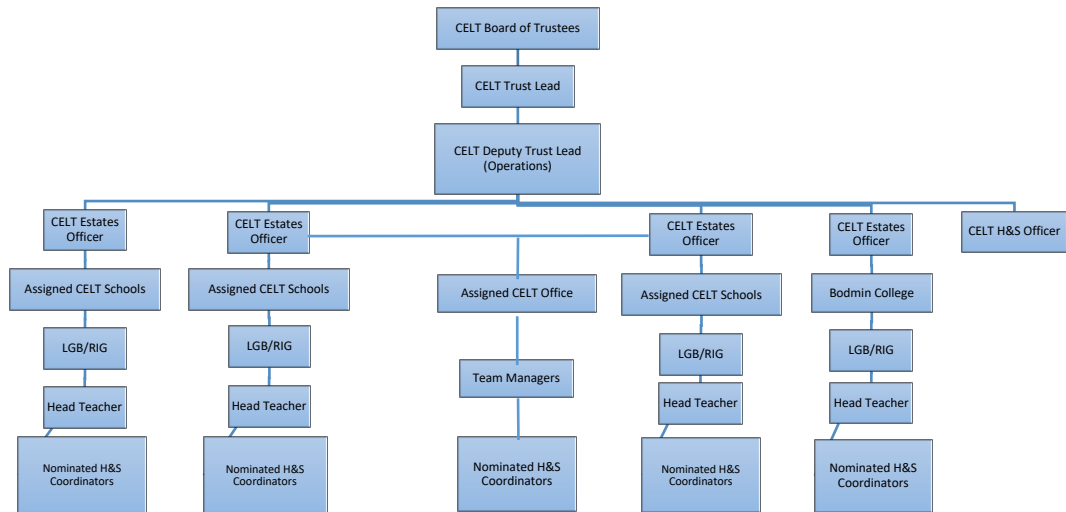 CELT Board of Trustees
CELT Trust Lead
CELT Deputy Trust Lead
(Operations)
CELT Estates
Officer
CELT Estates
Officer
CELT Estates
Officer
CELT Estates
Officer
CELT H&S Officer
Assigned CELT Schools
Assigned CELT Schools
Assigned CELT Office
Assigned CELT Schools
Bodmin College
LGB/RIG
LGB/RIG
LGB/RIG
LGB/RIG
Team Managers
Head Teacher
Head Teacher
Head Teacher
Head Teacher
Nominated H&S
Coordinators
Nominated H&S
Coordinators
Nominated H&S
Coordinators
Nominated H&S
Coordinators
Nominated H&S
Coordinators